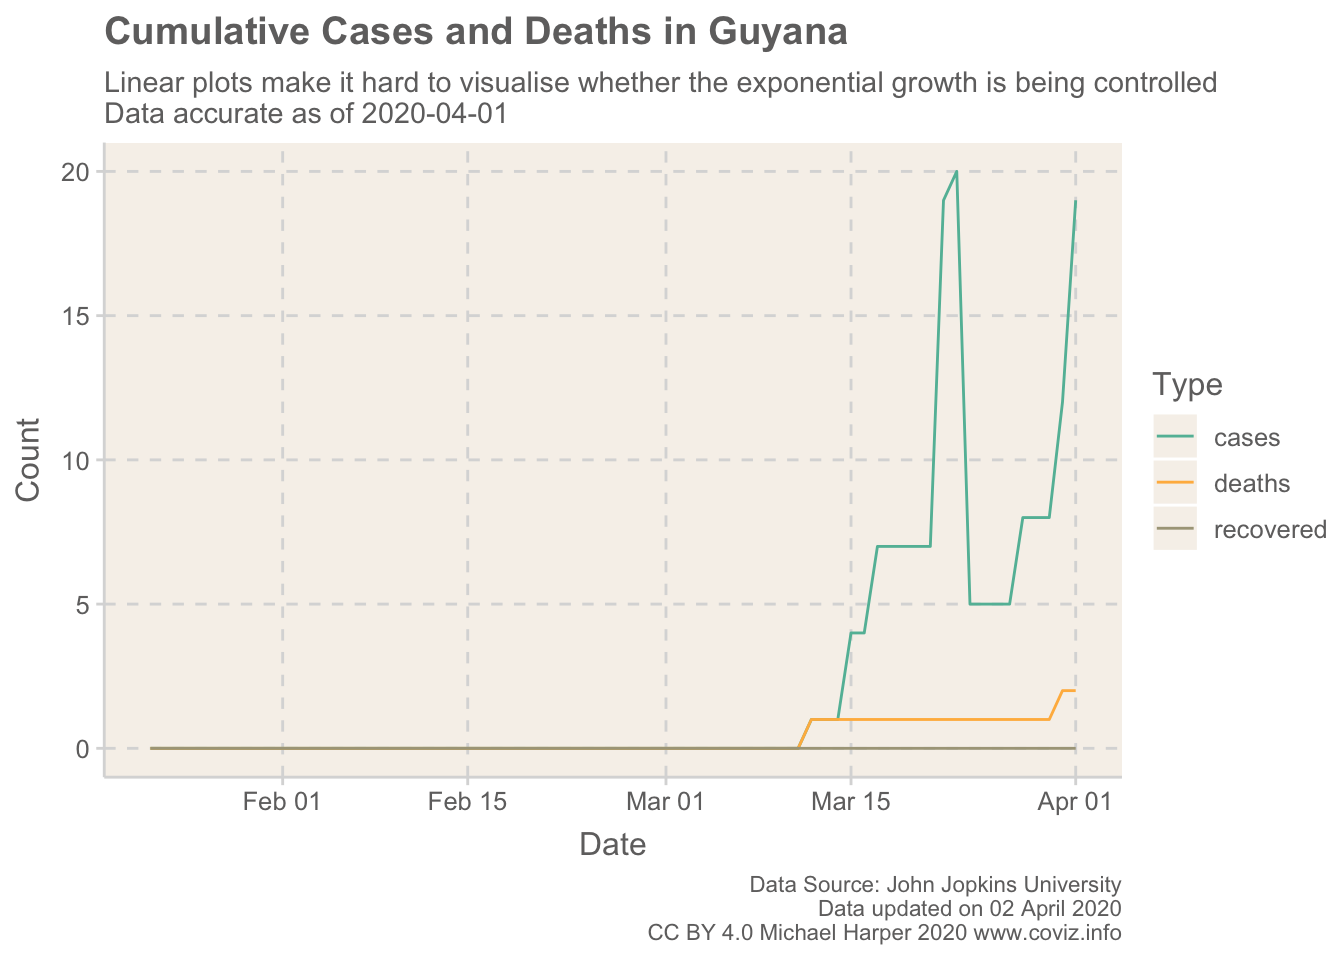 Cumulative Cases and Deaths in Guyana
Linear plots make it hard to visualise whether the exponential growth is being controlled
Data accurate as of 2020-04-01
20
15
10
5
0
Count
Feb 01
Feb 15
Mar 01
Mar 15
Apr 01
Date
Type
cases
deaths
recovered
Data Source: John Jopkins University
Data updated on 02 April 2020
CC BY 4.0 Michael Harper 2020 www.coviz.info